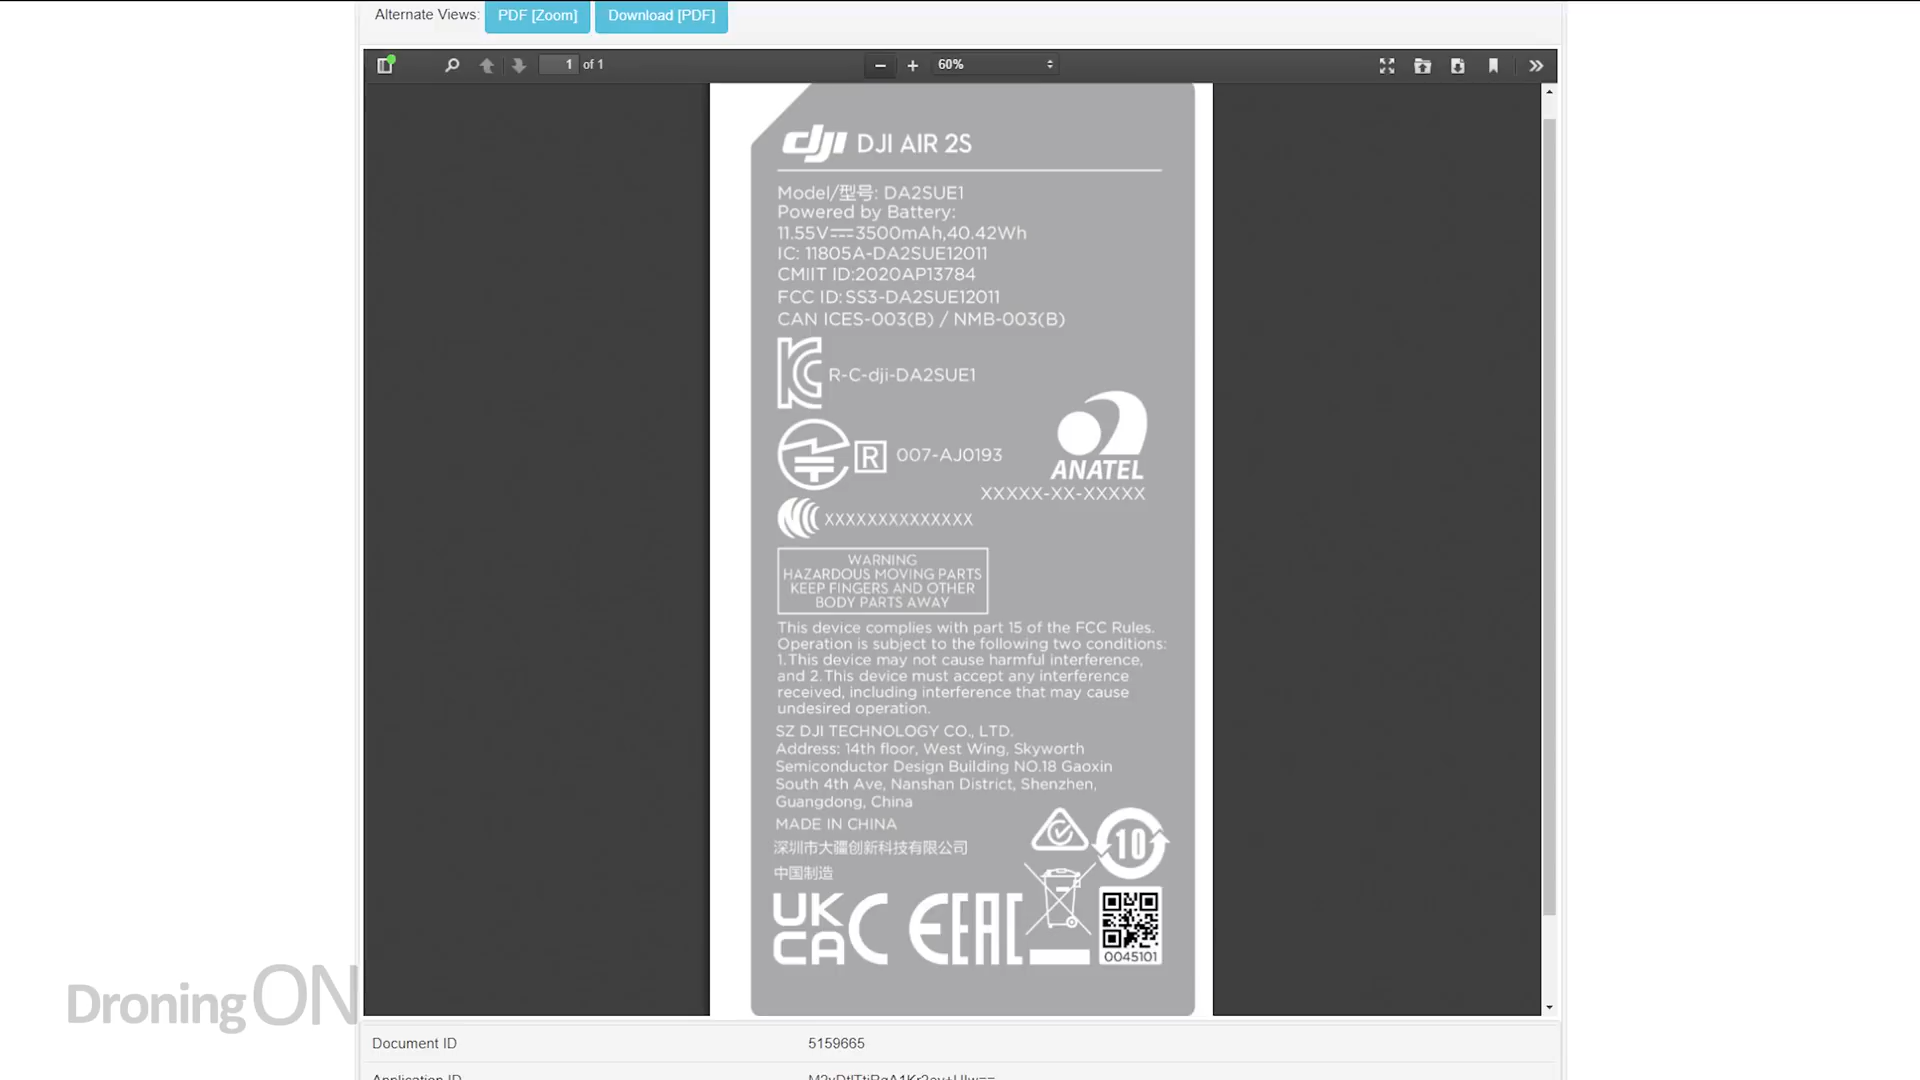 Alternate Views: PDF [Zoom] Download [PDF]
1 of 1 60%
dji DJI AIR 2S
Model/型号: DA2SUE1
Powered by Battery:
11.55V⎓3500mAh,40.42Wh
IC: 11805A-DA2SUE12011
CMIIT ID:2020AP13784
FCC ID: SS3-DA2SUE12011
CAN ICES-003(B) / NMB-003(B)
R-C-dji-DA2SUE1
R 007-AJ0193
ANATEL
XXXXX-XX-XXXXX
XXXXXXXXXXXXXX
WARNING
HAZARDOUS MOVING PARTS
KEEP FINGERS AND OTHER
BODY PARTS AWAY
This device complies with part 15 of the FCC Rules.
Operation is subject to the following two conditions:
1.This device may not cause harmful interference,
and 2.This device must accept any interference
received, including interference that may cause
undesired operation.
SZ DJI TECHNOLOGY CO., LTD.
Address: 14th floor, West Wing, Skyworth
Semiconductor Design Building NO.18 Gaoxin
South 4th Ave, Nanshan District, Shenzhen,
Guangdong, China
MADE IN CHINA
深圳市大疆创新科技有限公司
中国制造
10
UK
CA CE EAC
0045101
DroningON
Document ID 5159665
Application ID